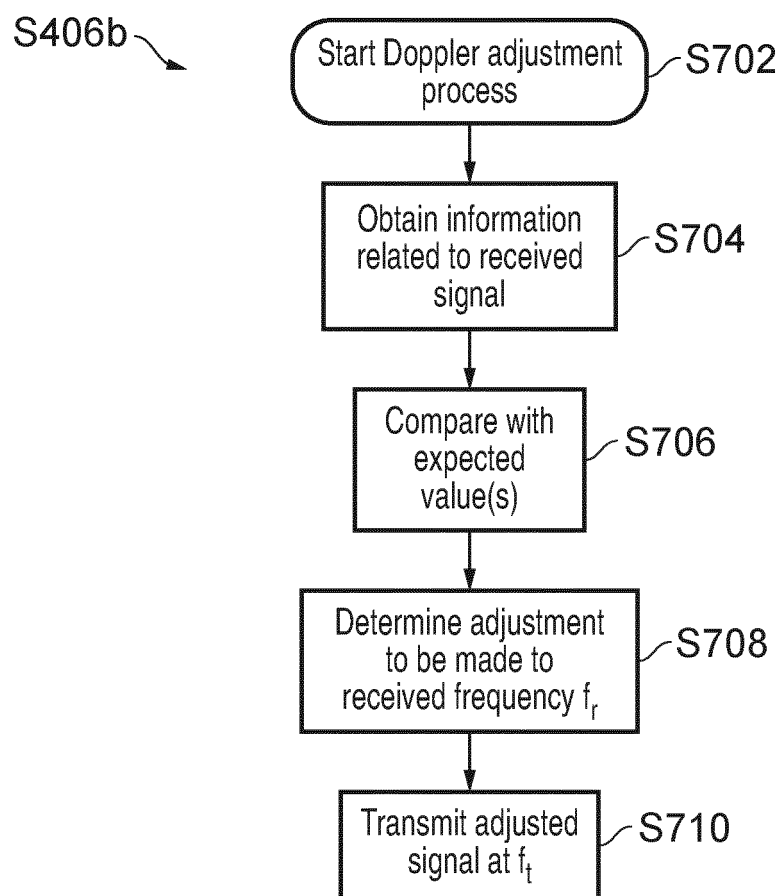 S406b
Start Doppler adjustment
process
S702
Obtain information
related to received
signal
S704
Compare with
expected
value(s)
S706
Determine adjustment
to be made to
received frequency fr
S708
Transmit adjusted
signal at ft
S710